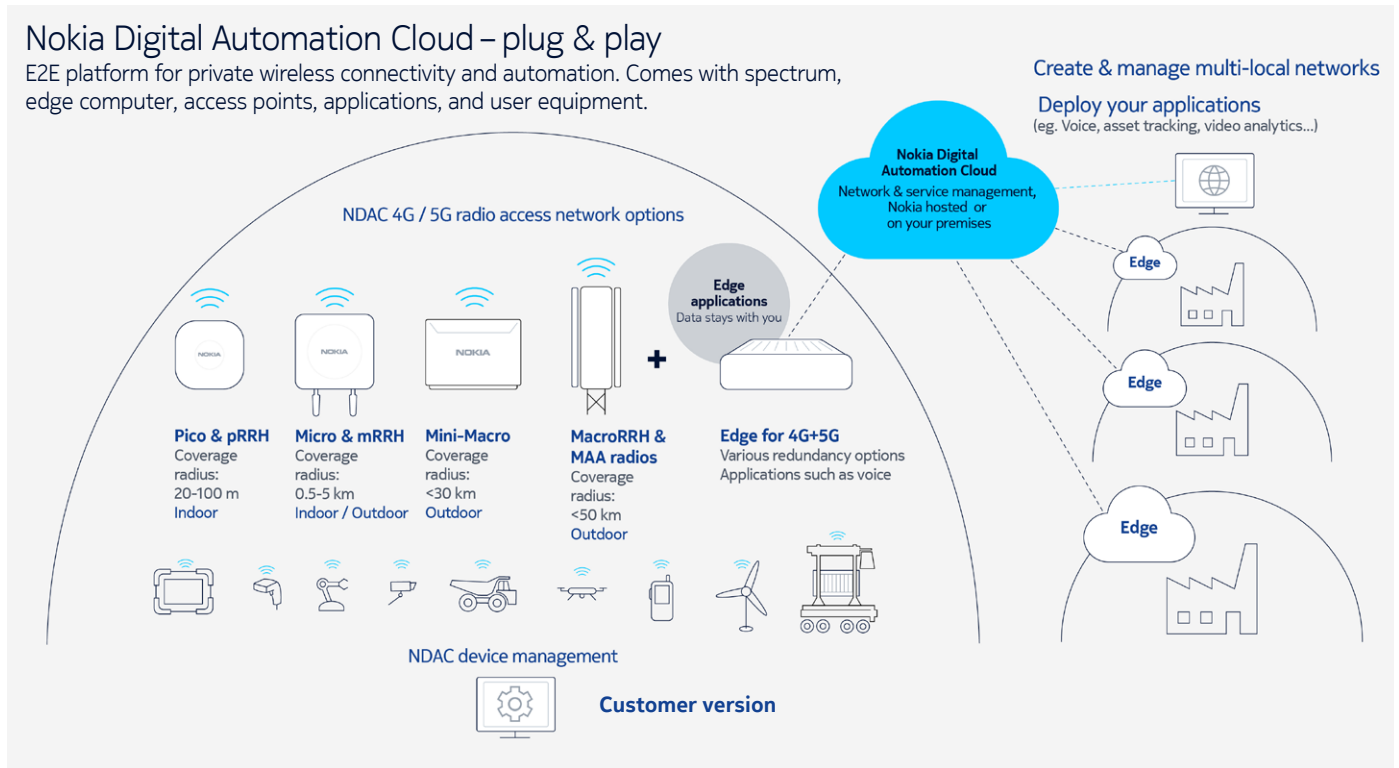 Nokia Digital Automation Cloud – plug & play
E2E platform for private wireless connectivity and automation. Comes with spectrum,
edge computer, access points, applications, and user equipment.
Create & manage multi-local networks
Deploy your applications
(eg. Voice, asset tracking, video analytics...)
Nokia Digital
Automation Cloud
Network & service management,
Nokia hosted or
on your premises
NDAC 4G / 5G radio access network options
Edge
applications
Data stays with you
NOKIA
NOKIA
NOKIA
+
Pico & pRRH
Coverage
radius:
20-100 m
Indoor
Micro & mRRH
Coverage
radius:
0.5-5 km
Indoor / Outdoor
Mini-Macro
Coverage
radius:
<30 km
Outdoor
MacroRRH &
MAA radios
Coverage
radius:
<50 km
Outdoor
Edge for 4G+5G
Various redundancy options
Applications such as voice
Edge
Edge
Edge
NDAC device management
Customer version